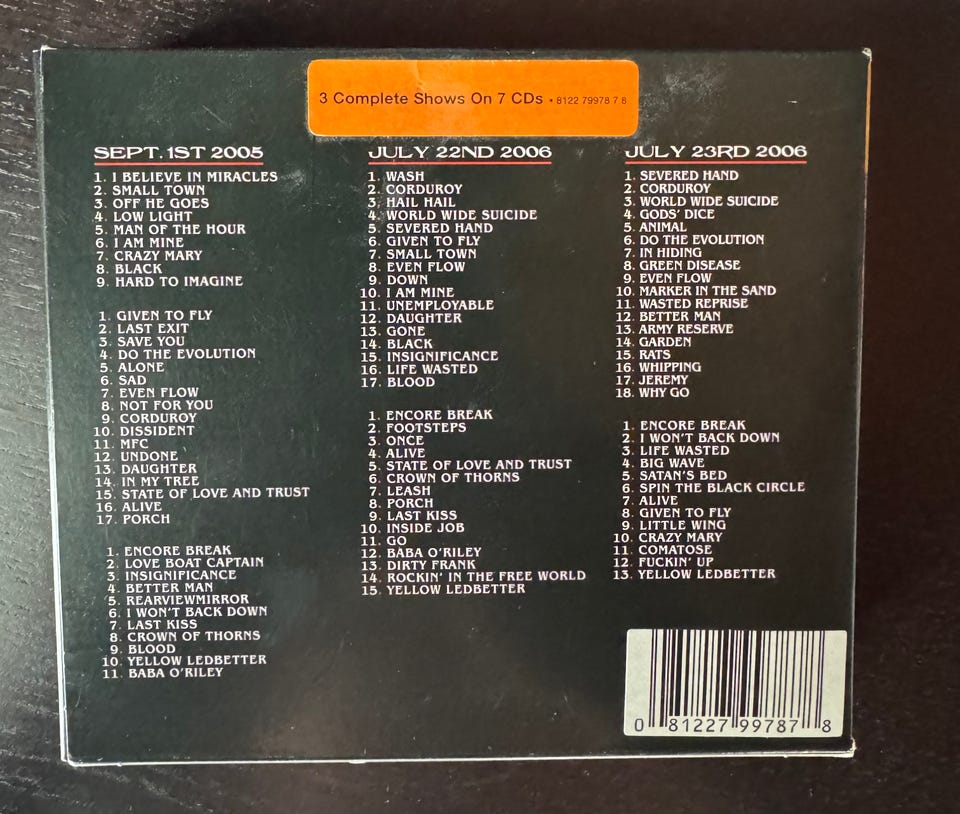 3 Complete Shows On 7 CDs • 8122 79978 7 8
SEPT. 1ST 2005
1. I BELIEVE IN MIRACLES
2. SMALL TOWN
3. OFF HE GOES
4. LOW LIGHT
5. MAN OF THE HOUR
6. I AM MINE
7. CRAZY MARY
8. BLACK
9. HARD TO IMAGINE
1. GIVEN TO FLY
2. LAST EXIT
3. SAVE YOU
4. DO THE EVOLUTION
5. ALONE
6. SAD
7. EVEN FLOW
8. NOT FOR YOU
9. CORDUROY
10. DISSIDENT
11. MFC
12. UNDONE
13. DAUGHTER
14. IN MY TREE
15. STATE OF LOVE AND TRUST
16. ALIVE
17. PORCH
1. ENCORE BREAK
2. LOVE BOAT CAPTAIN
3. INSIGNIFICANCE
4. BETTER MAN
5. REARVIEWMIRROR
6. I WON'T BACK DOWN
7. LAST KISS
8. CROWN OF THORNS
9. BLOOD
10. YELLOW LEDBETTER
11. BABA O'RILEY
JULY 22ND 2006
1. WASH
2. CORDUROY
3. HAIL HAIL
4. WORLD WIDE SUICIDE
5. SEVERED HAND
6. GIVEN TO FLY
7. SMALL TOWN
8. EVEN FLOW
9. DOWN
10. I AM MINE
11. UNEMPLOYABLE
12. DAUGHTER
13. GONE
14. BLACK
15. INSIGNIFICANCE
16. LIFE WASTED
17. BLOOD
1. ENCORE BREAK
2. FOOTSTEPS
3. ONCE
4. ALIVE
5. STATE OF LOVE AND TRUST
6. CROWN OF THORNS
7. LEASH
8. PORCH
9. LAST KISS
10. INSIDE JOB
11. GO
12. BABA O'RILEY
13. DIRTY FRANK
14. ROCKIN' IN THE FREE WORLD
15. YELLOW LEDBETTER
JULY 23RD 2006
1. SEVERED HAND
2. CORDUROY
3. WORLD WIDE SUICIDE
4. GODS' DICE
5. ANIMAL
6. DO THE EVOLUTION
7. IN HIDING
8. GREEN DISEASE
9. EVEN FLOW
10. MARKER IN THE SAND
11. WASTED REPRISE
12. BETTER MAN
13. ARMY RESERVE
14. GARDEN
15. RATS
16. WHIPPING
17. JEREMY
18. WHY GO
1. ENCORE BREAK
2. I WON'T BACK DOWN
3. LIFE WASTED
4. BIG WAVE
5. SATAN'S BED
6. SPIN THE BLACK CIRCLE
7. ALIVE
8. GIVEN TO FLY
9. LITTLE WING
10. CRAZY MARY
11. COMATOSE
12. FUCKIN' UP
13. YELLOW LEDBETTER
0 81227 99787 8